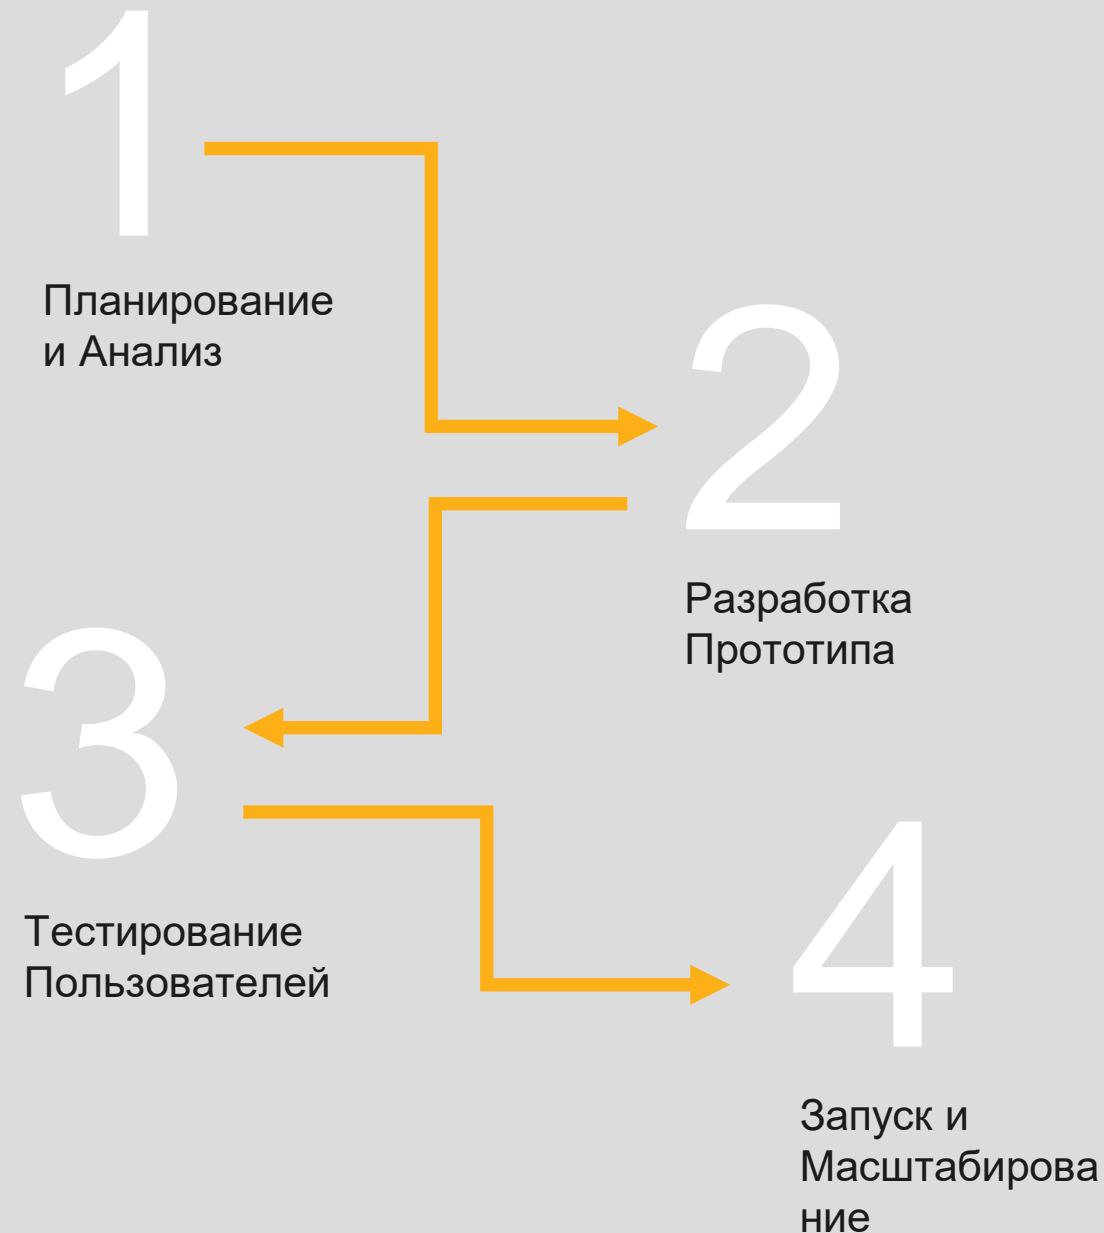 1
Планирование
и Анализ
2
Разработка
Прототипа
3
Тестирование
Пользователей
4
Запуск и
Масштабирова
ние